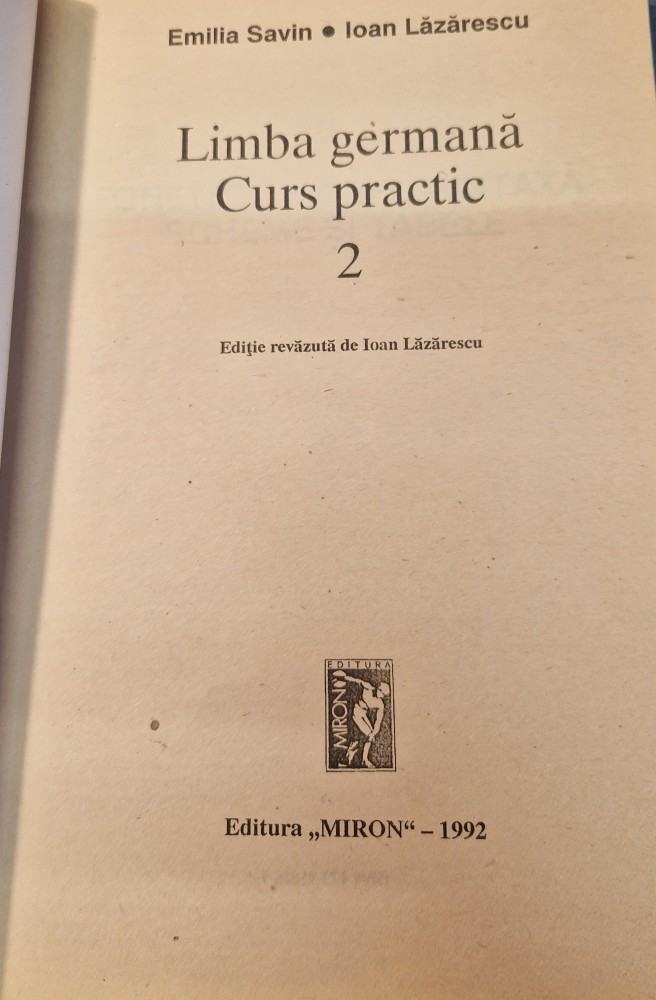 Emilia Savin • Ioan Lăzărescu
Limba germană
Curs practic
2
Ediţie revăzută de Ioan Lăzărescu
EDITURA
MIRON
Editura „MIRON“ – 1992